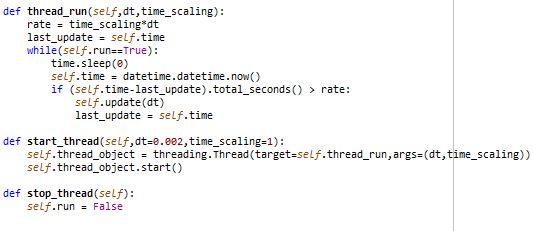 def thread_run(self,dt,time_scaling):
    rate = time_scaling*dt
    last_update = self.time
    while(self.run==True):
        time.sleep(0)
        self.time = datetime.datetime.now()
        if (self.time-last_update).total_seconds() > rate:
            self.update(dt)
            last_update = self.time
def start_thread(self,dt=0.002,time_scaling=1):
    self.thread_object = threading.Thread(target=self.thread_run,args=(dt,time_scaling))
    self.thread_object.start()
def stop_thread(self):
    self.run = False